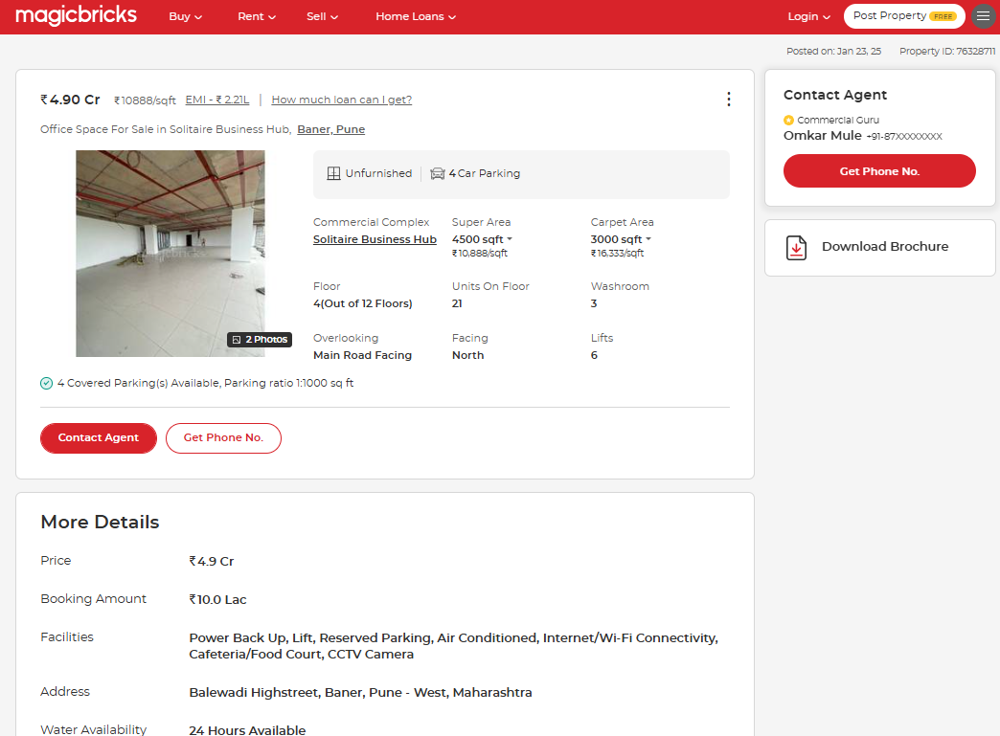 magicbricks Buy Rent Sell Home Loans Login Post Property FREE
Posted on: Jan 23, 25 Property ID: 76328711
₹4.90 Cr ₹10888/sqft EMI - ₹ 2.21L | How much loan can I get?
Office Space For Sale in Solitaire Business Hub, Baner, Pune
magicbricks
2 Photos
Unfurnished 4 Car Parking
Commercial Complex Super Area Carpet Area
Solitaire Business Hub 4500 sqft 3000 sqft
₹10,888/sqft ₹16,333/sqft
Floor Units On Floor Washroom
4(Out of 12 Floors) 21 3
Overlooking Facing Lifts
Main Road Facing North 6
4 Covered Parking(s) Available, Parking ratio 1:1000 sq ft
Contact Agent Get Phone No.
Contact Agent
Commercial Guru
Omkar Mule +91-87XXXXXXXX
Get Phone No.
Download Brochure
More Details
Price ₹4.9 Cr
Booking Amount ₹10.0 Lac
Facilities Power Back Up, Lift, Reserved Parking, Air Conditioned, Internet/Wi-Fi Connectivity,
Cafeteria/Food Court, CCTV Camera
Address Balewadi Highstreet, Baner, Pune - West, Maharashtra
Water Availability 24 Hours Available